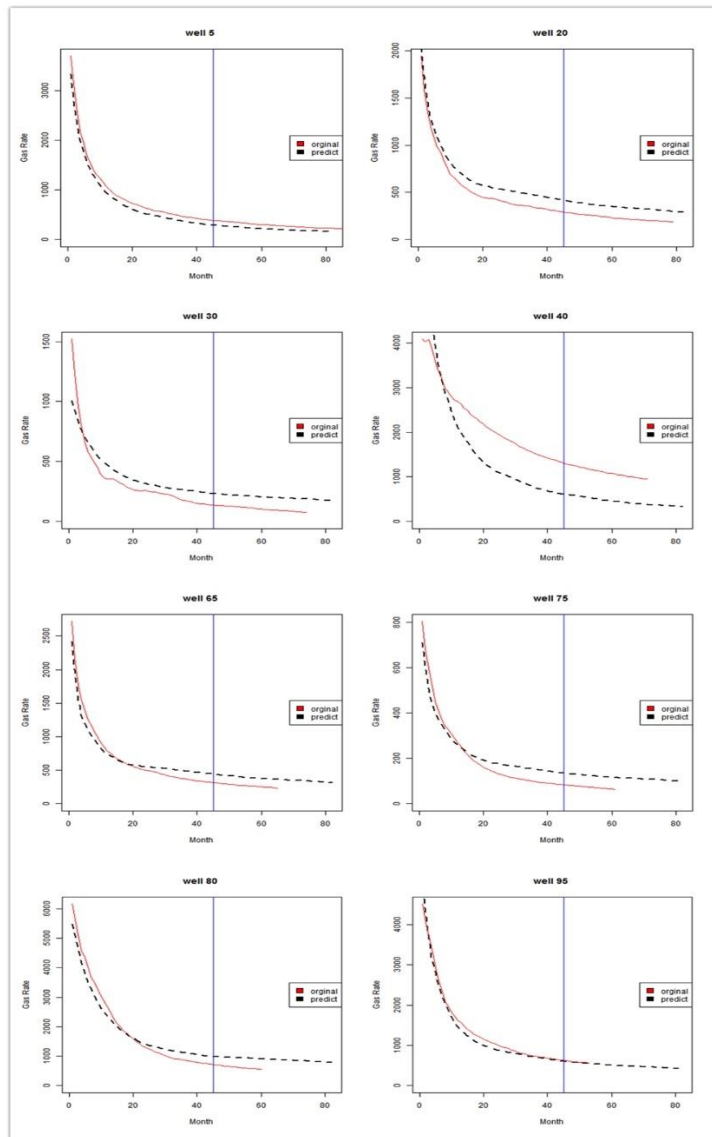 well 5
Gas Rate
0 1000 2000 3000
orginal
predict
0 20 40 60 80
Month
well 20
Gas Rate
0 500 1000 1500 2000
orginal
predict
0 20 40 60 80
Month
well 30
Gas Rate
0 500 1000 1500
orginal
predict
0 20 40 60 80
Month
well 40
Gas Rate
0 1000 2000 3000 4000
orginal
predict
0 20 40 60 80
Month
well 65
Gas Rate
0 500 1000 1500 2000 2500
orginal
predict
0 20 40 60 80
Month
well 75
Gas Rate
0 200 400 600 800
orginal
predict
0 20 40 60 80
Month
well 80
Gas Rate
0 1000 2000 3000 4000 5000 6000
orginal
predict
0 20 40 60 80
Month
well 95
Gas Rate
0 1000 2000 3000 4000
orginal
predict
0 20 40 60 80
Month